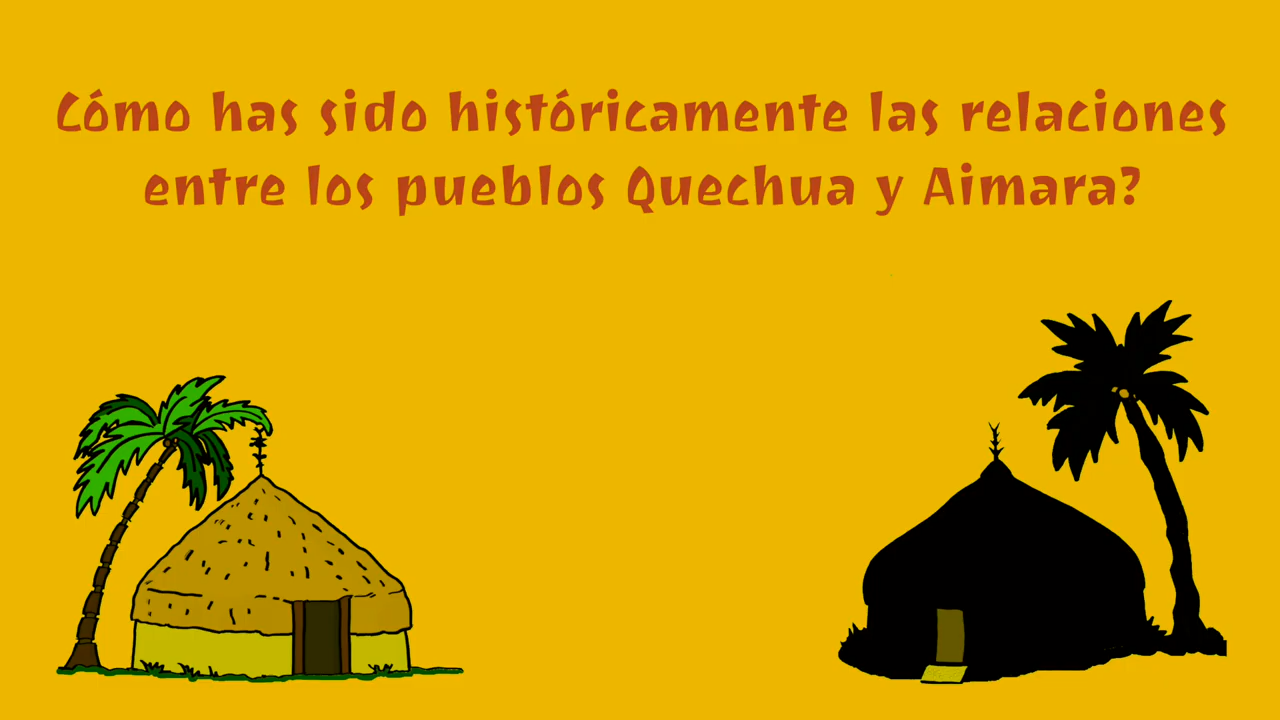 Cómo has sido históricamente las relaciones
entre los pueblos Quechua y Aimara?